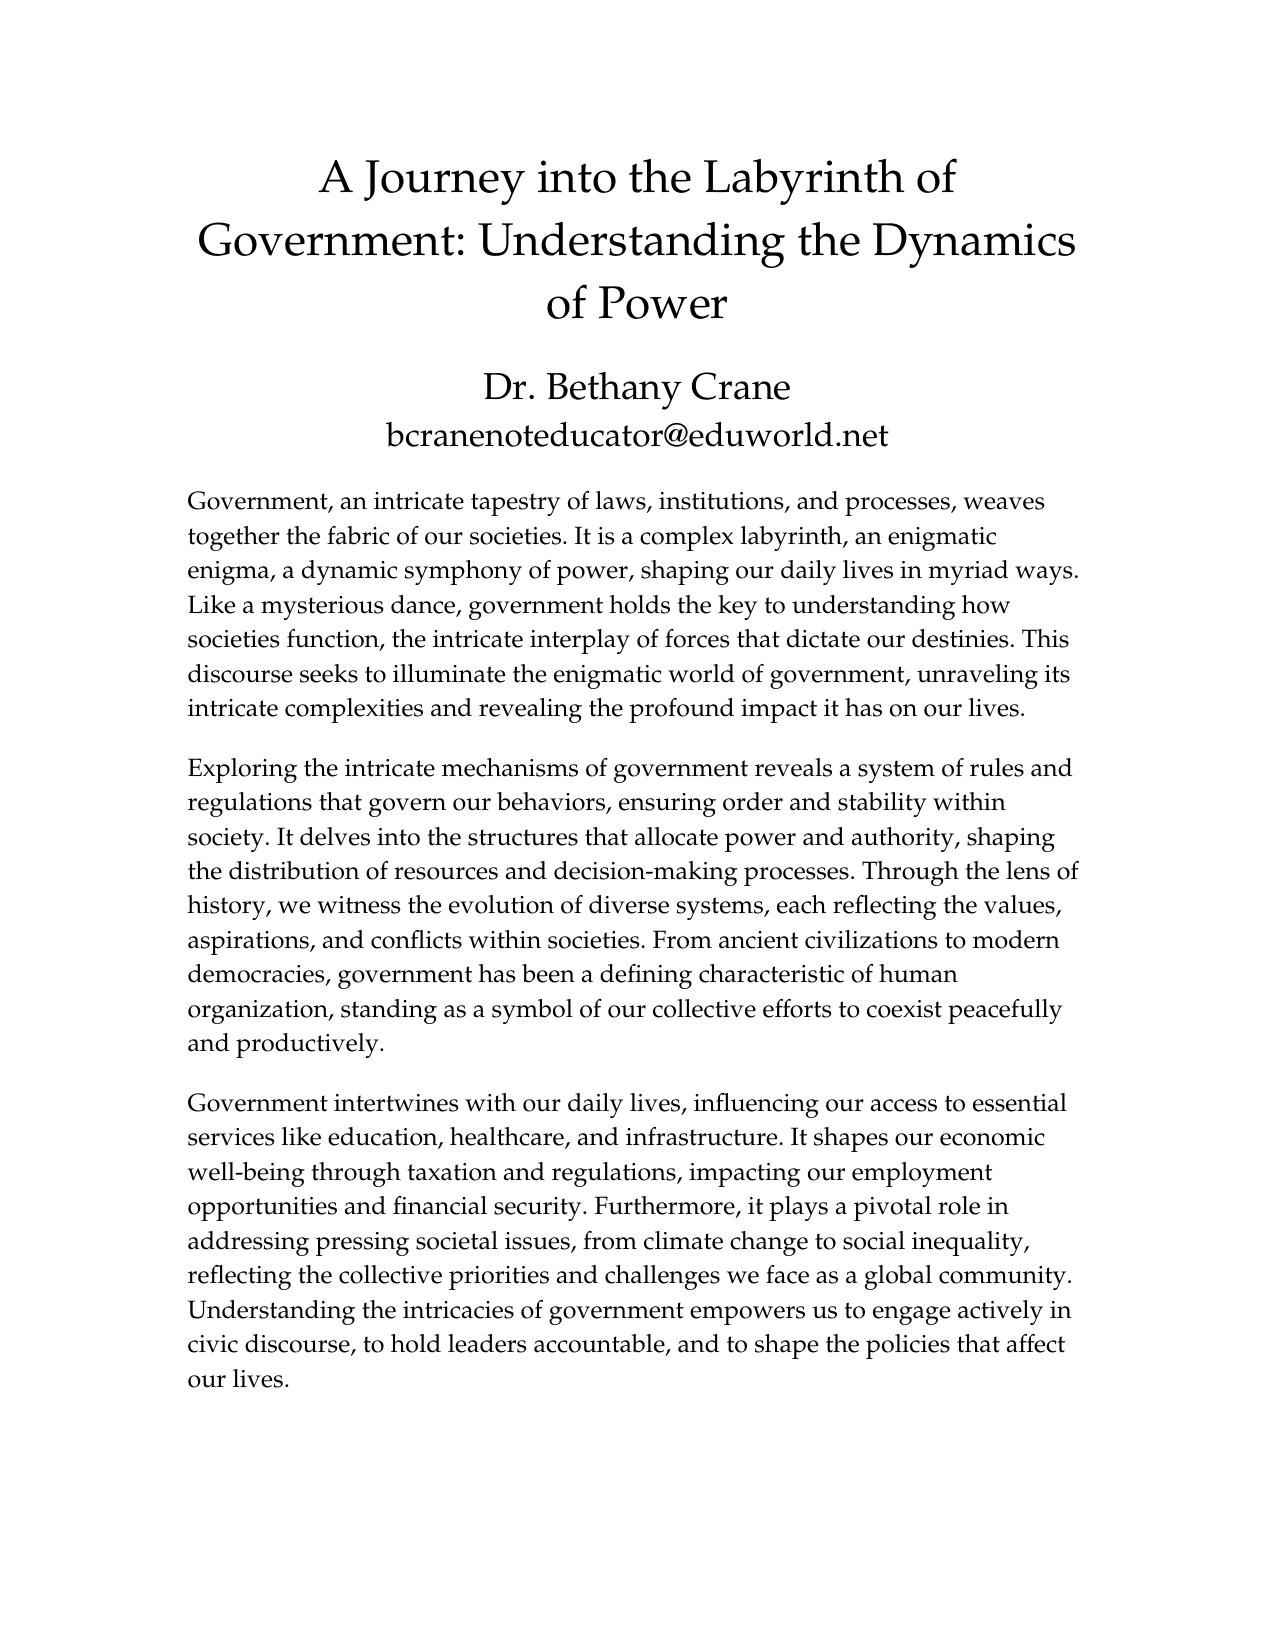 A Journey into the Labyrinth of
Government: Understanding the Dynamics
of Power
Dr. Bethany Crane
bcranenoteducator@eduworld.net
Government, an intricate tapestry of laws, institutions, and processes, weaves
together the fabric of our societies. It is a complex labyrinth, an enigmatic
enigma, a dynamic symphony of power, shaping our daily lives in myriad ways.
Like a mysterious dance, government holds the key to understanding how
societies function, the intricate interplay of forces that dictate our destinies. This
discourse seeks to illuminate the enigmatic world of government, unraveling its
intricate complexities and revealing the profound impact it has on our lives.
Exploring the intricate mechanisms of government reveals a system of rules and
regulations that govern our behaviors, ensuring order and stability within
society. It delves into the structures that allocate power and authority, shaping
the distribution of resources and decision-making processes. Through the lens of
history, we witness the evolution of diverse systems, each reflecting the values,
aspirations, and conflicts within societies. From ancient civilizations to modern
democracies, government has been a defining characteristic of human
organization, standing as a symbol of our collective efforts to coexist peacefully
and productively.
Government intertwines with our daily lives, influencing our access to essential
services like education, healthcare, and infrastructure. It shapes our economic
well-being through taxation and regulations, impacting our employment
opportunities and financial security. Furthermore, it plays a pivotal role in
addressing pressing societal issues, from climate change to social inequality,
reflecting the collective priorities and challenges we face as a global community.
Understanding the intricacies of government empowers us to engage actively in
civic discourse, to hold leaders accountable, and to shape the policies that affect
our lives.